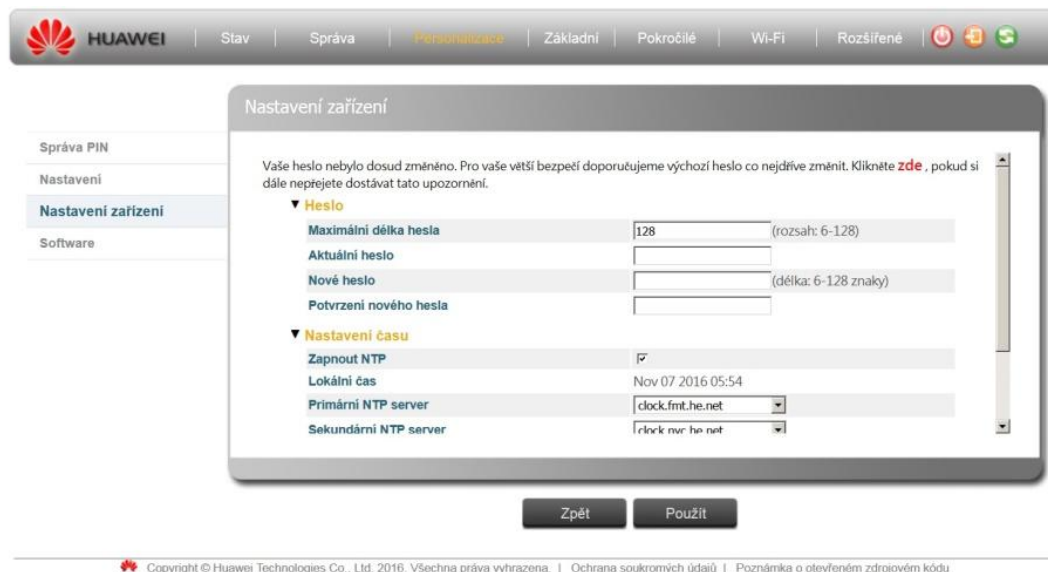 HUAWEI | Stav | Správa | Personalizace | Základní | Pokročilé | Wi-Fi | Rozšířené
Nastavení zařízení
Správa PIN
Nastavení
Nastavení zařízení
Software
Vaše heslo nebylo dosud změněno. Pro vaše větší bezpečí doporučujeme výchozí heslo co nejdříve změnit. Klikněte zde , pokud si
dále nepřejete dostávat tato upozornění.
Heslo
Maximální délka hesla 128 (rozsah: 6-128)
Aktuální heslo
Nové heslo (délka: 6-128 znaky)
Potvrzení nového hesla
Nastavení času
Zapnout NTP
Lokální čas Nov 07 2016 05:54
Primární NTP server clock.fmt.he.net
Sekundární NTP server clock.nyc.he.net
Zpět Použít
Copyright © Huawei Technologies Co., Ltd. 2016. Všechna práva vyhrazena. | Ochrana soukromých údajů | Poznámka o otevřeném zdrojovém kódu